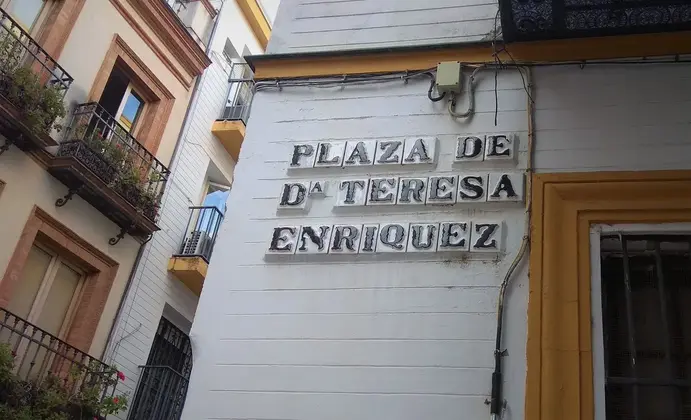 PLAZA DE
Dª TERESA
ENRIQUEZ